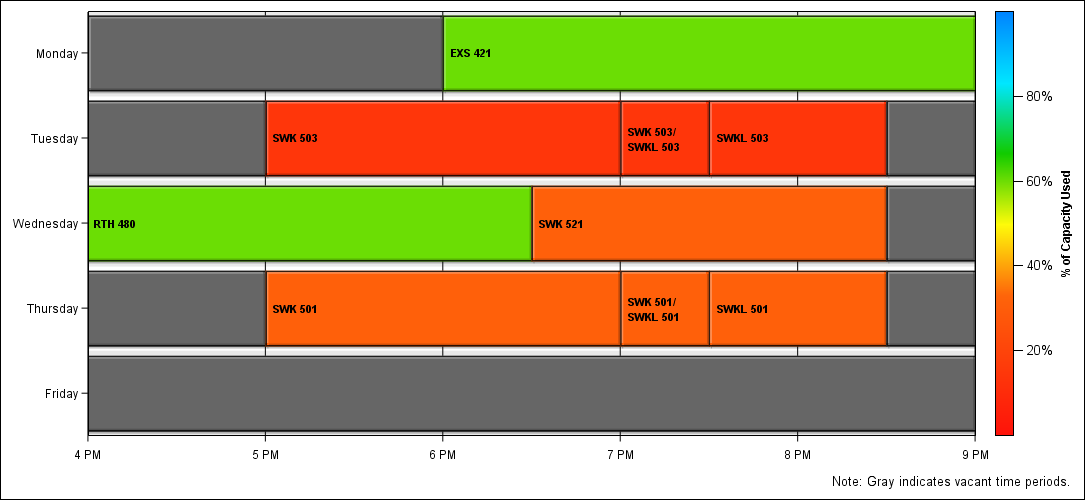 Monday
EXS 421
Tuesday
SWK 503
SWK 503/
SWKL 503
SWKL 503
Wednesday
RTH 480
SWK 521
Thursday
SWK 501
SWK 501/
SWKL 501
SWKL 501
Friday
4 PM 5 PM 6 PM 7 PM 8 PM 9 PM
80%
60%
40%
20%
% of Capacity Used
Note: Gray indicates vacant time periods.